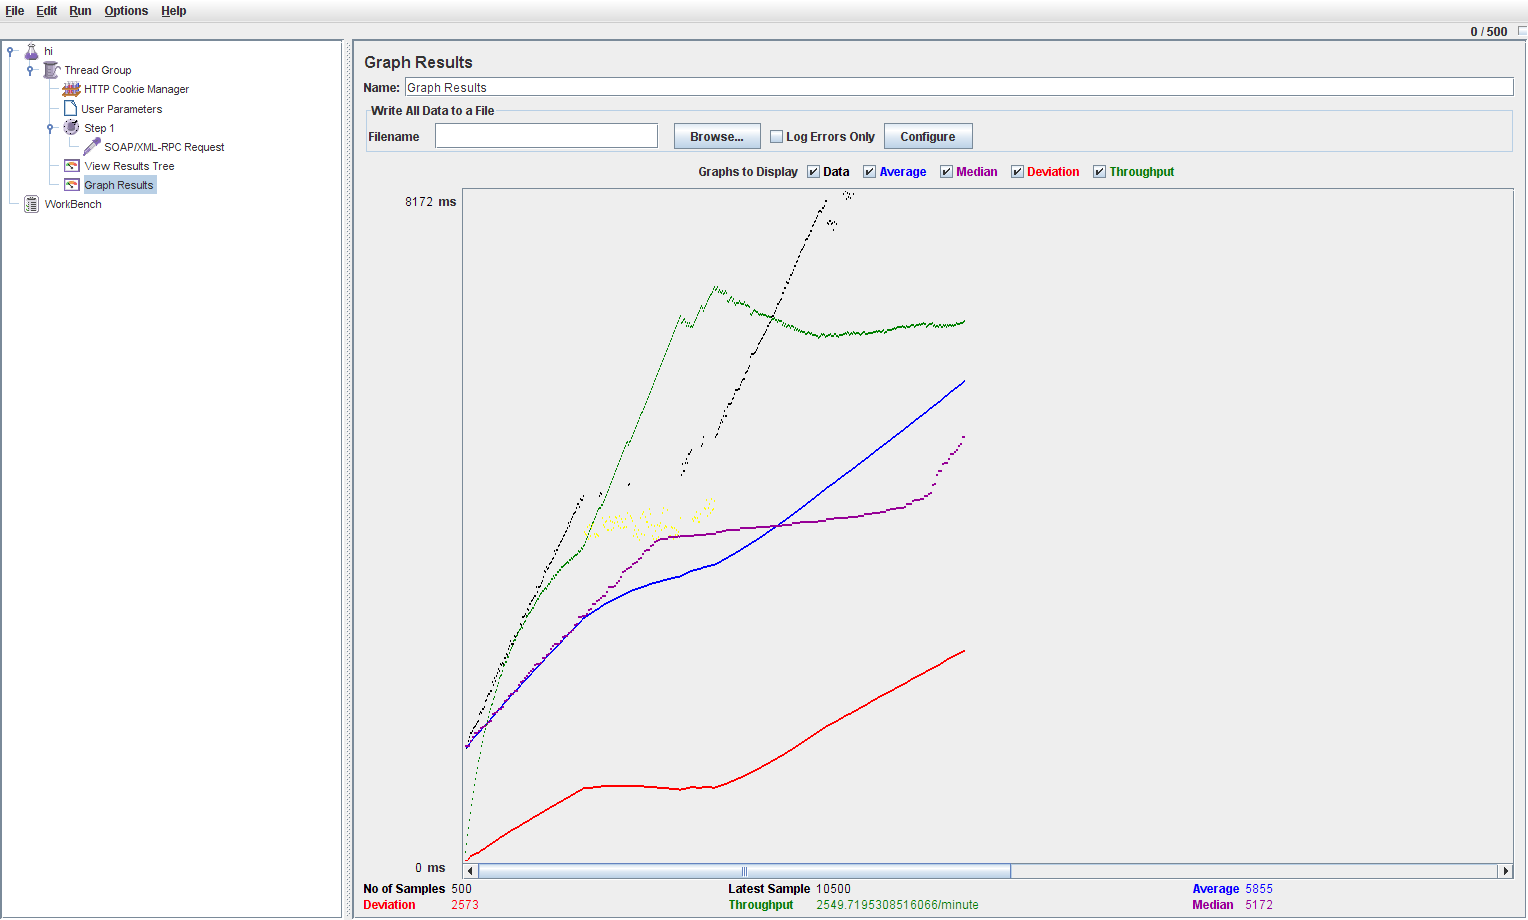 File Edit Run Options Help
0 / 500
hi
Thread Group
HTTP Cookie Manager
User Parameters
Step 1
SOAP/XML-RPC Request
View Results Tree
Graph Results
WorkBench
Graph Results
Name: Graph Results
Write All Data to a File
Filename Browse... Log Errors Only Configure
Graphs to Display Data Average Median Deviation Throughput
8172 ms
0 ms
No of Samples 500 Latest Sample 10500 Average 5855
Deviation 2573 Throughput 2549.7195308516066/minute Median 5172